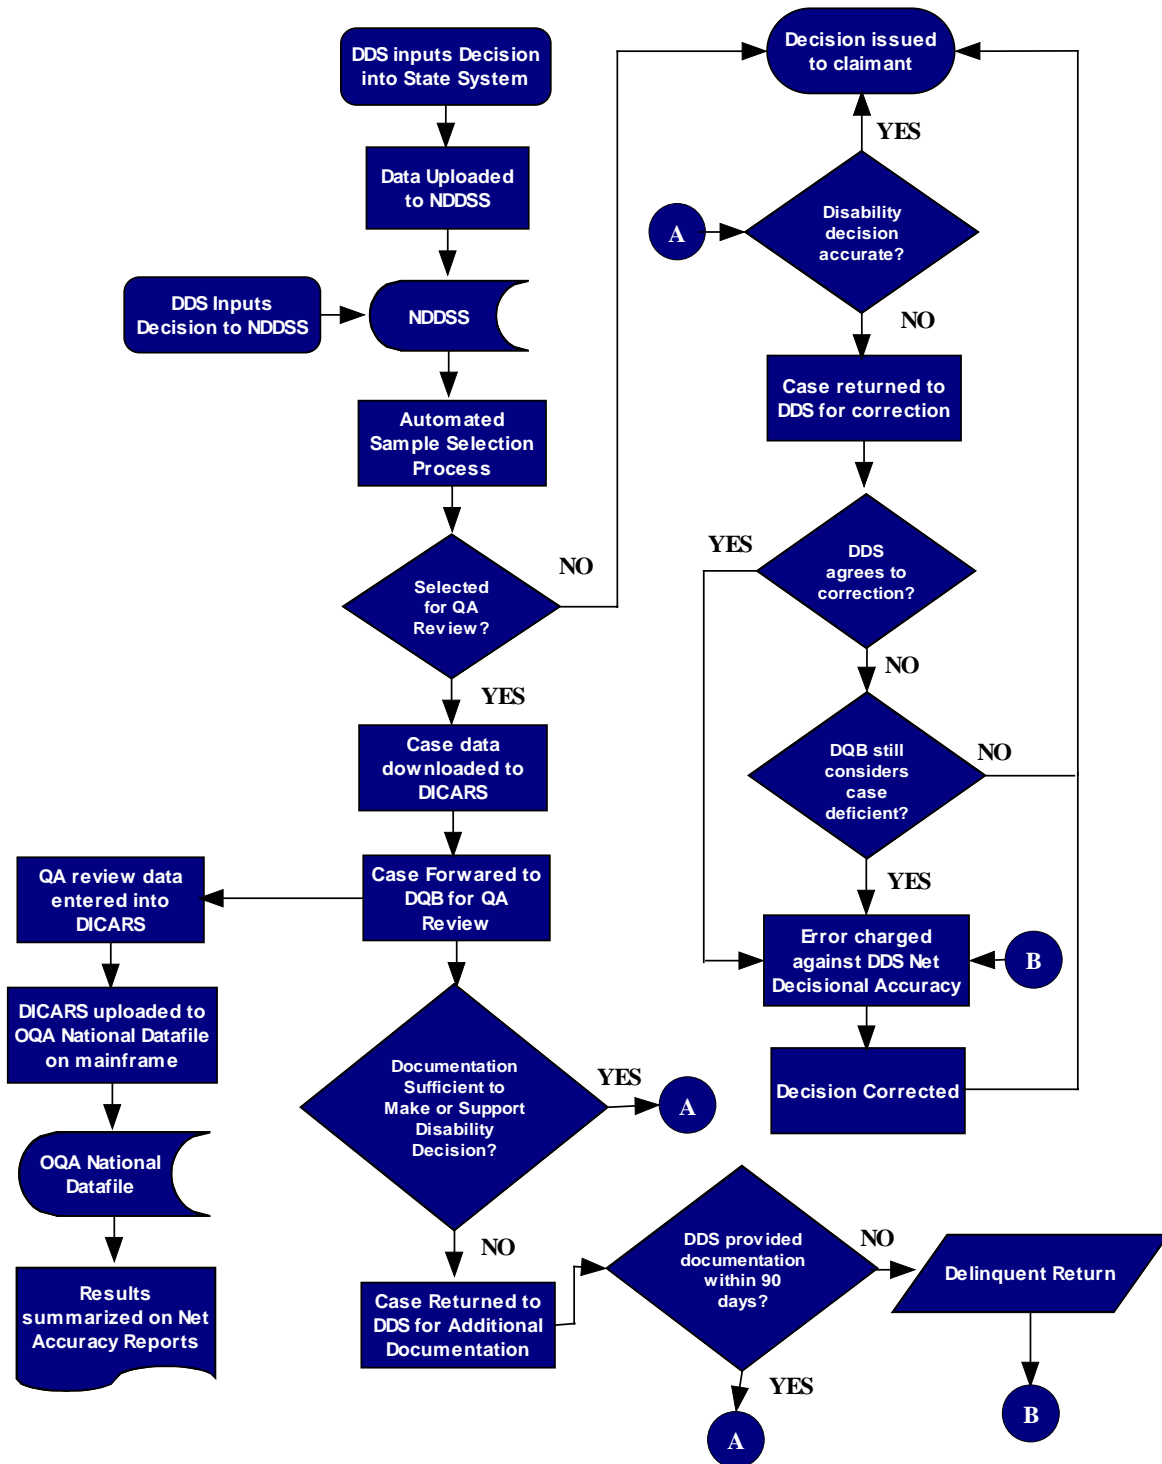 DDS inputs Decision
into State System
Data Uploaded
to NDDSS
DDS Inputs
Decision to NDDSS
NDDSS
Automated
Sample Selection
Process
Selected
for QA
Review?
NO
YES
Case data
downloaded to
DICARS
Case Forwared to
DQB for QA
Review
QA review data
entered into
DICARS
DICARS uploaded to
OQA National Datafile
on mainframe
OQA National
Datafile
Results
summarized on Net
Accuracy Reports
Documentation
Sufficient to
Make or Support
Disability
Decision?
YES
A
NO
Case Returned to
DDS for Additional
Documentation
DDS provided
documentation
within 90
days?
NO
Delinquent Return
B
YES
A
Decision issued
to claimant
YES
A
Disability
decision
accurate?
NO
Case returned to
DDS for correction
YES
DDS
agrees to
correction?
NO
DQB still
considers
case
deficient?
NO
YES
Error charged
against DDS Net
Decisional Accuracy
B
Decision Corrected